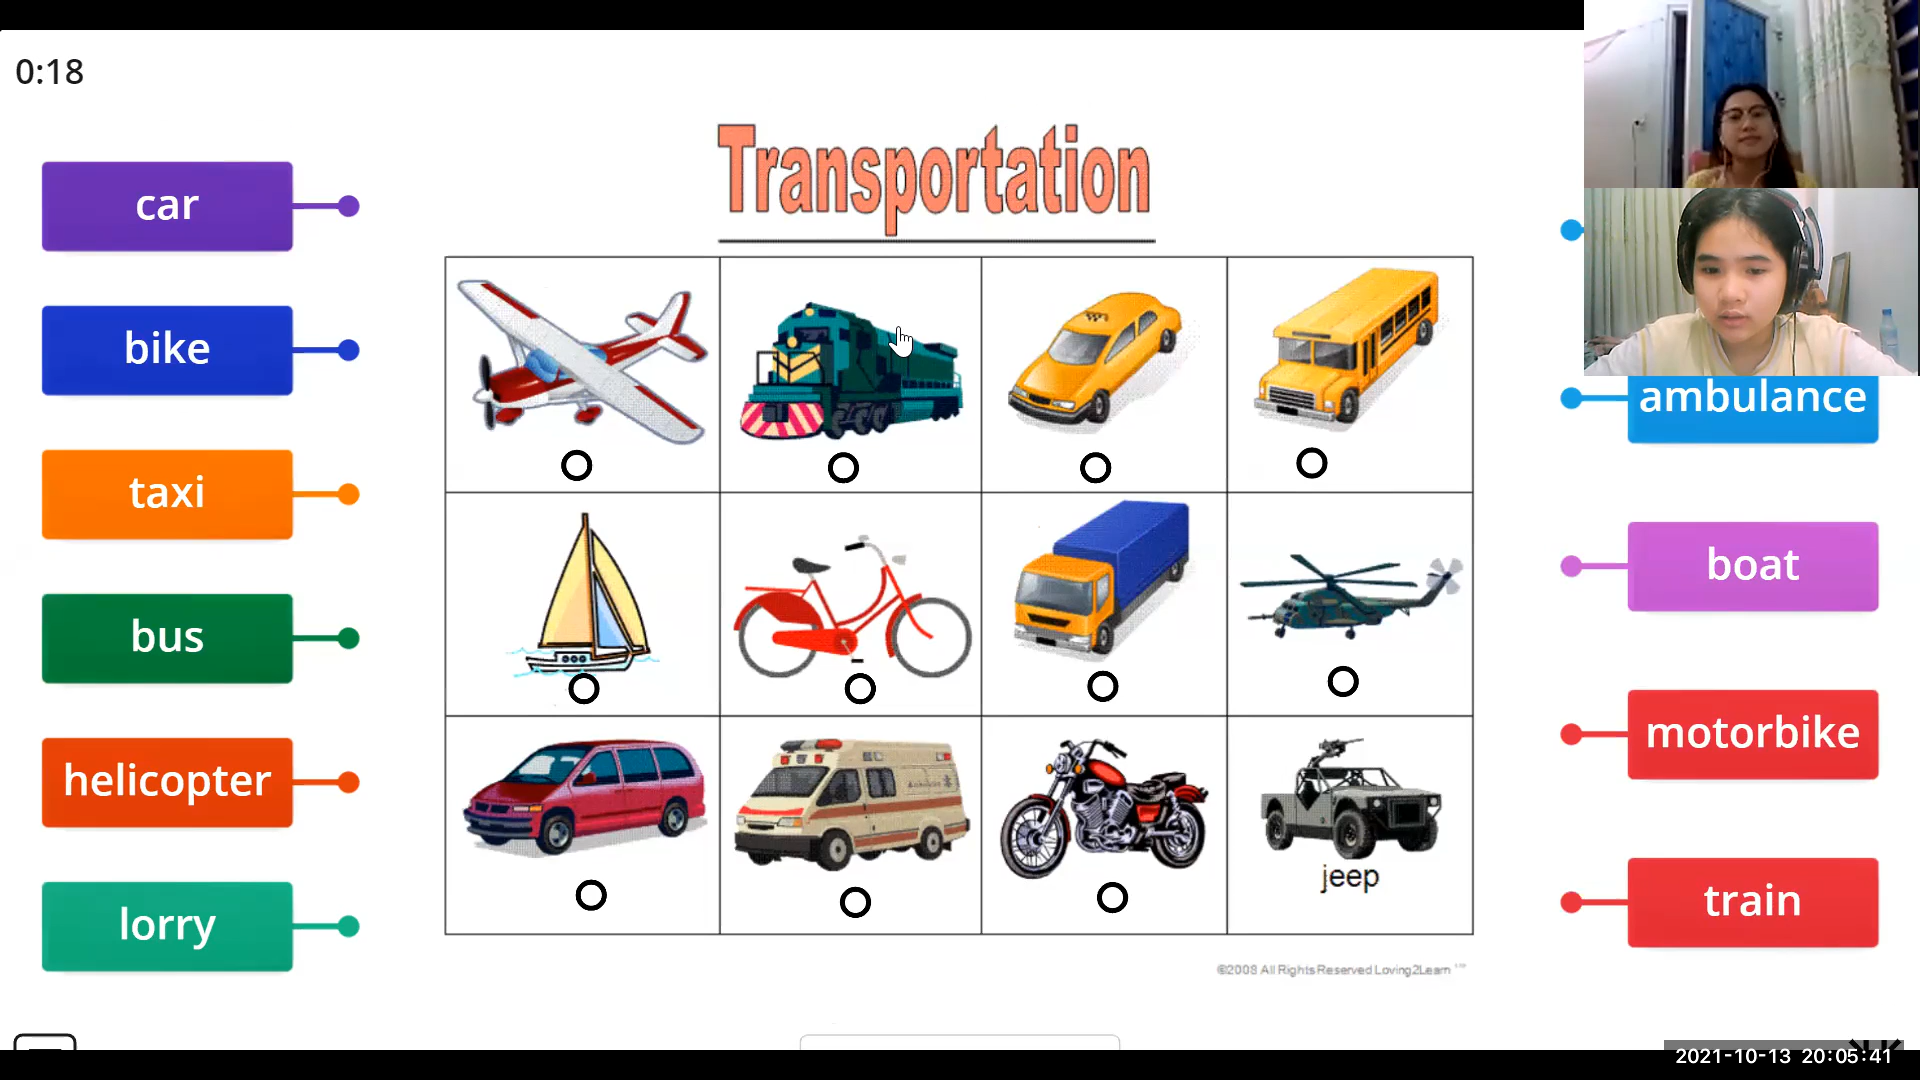 0:18
Transportation
car
bike
taxi
bus
helicopter
lorry
ambulance
boat
motorbike
train
jeep
©2008 All Rights Reserved Loving2Learn
2021-10-13 20:05:41